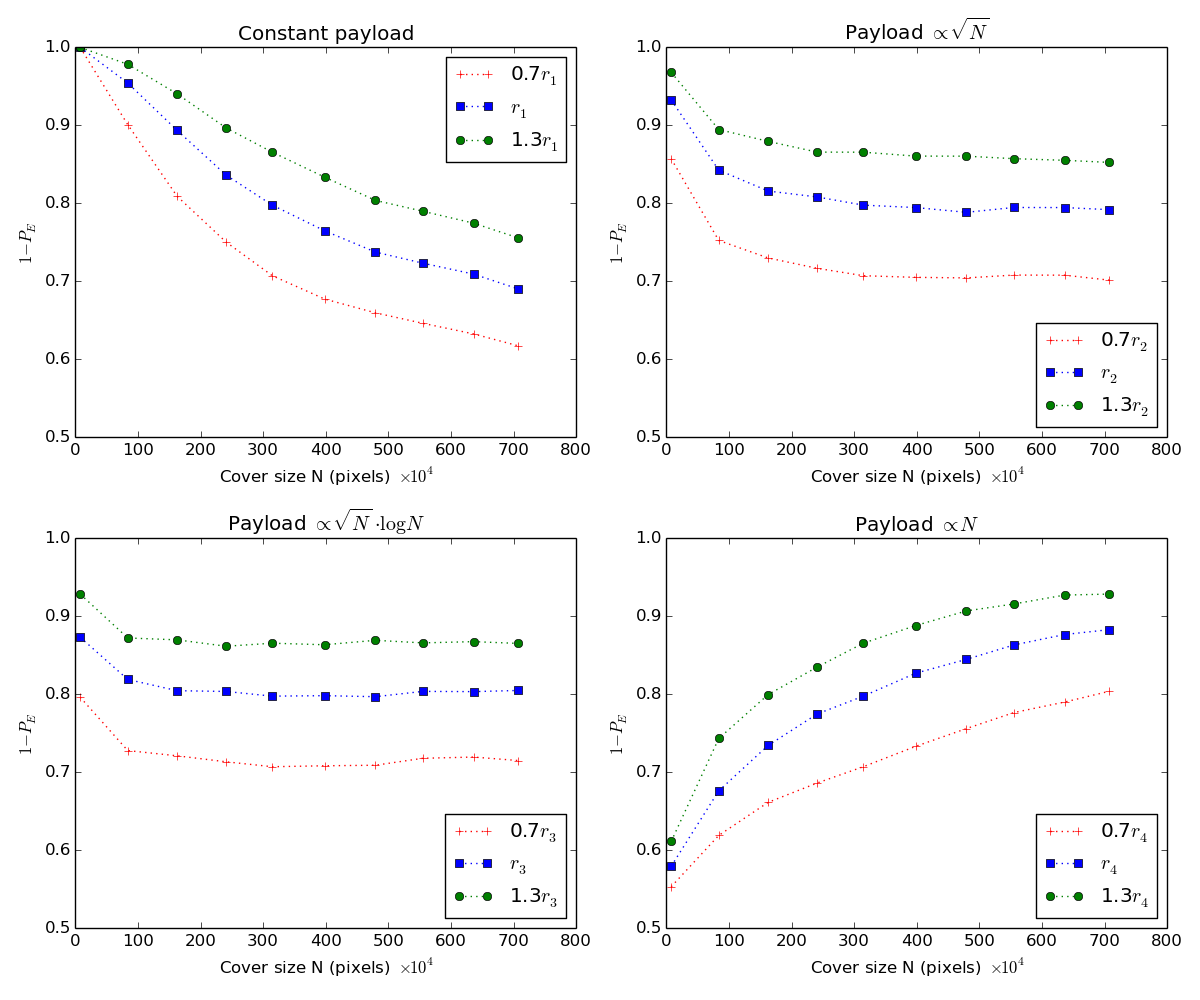 Constant payload
1.0
0.9
0.8
0.7
0.6
0.5
1−P_E
0.7r_1
r_1
1.3r_1
0 100 200 300 400 500 600 700 800
Cover size N (pixels) ×10^4
Payload ∝√N
1.0
0.9
0.8
0.7
0.6
0.5
1−P_E
0.7r_2
r_2
1.3r_2
0 100 200 300 400 500 600 700 800
Cover size N (pixels) ×10^4
Payload ∝√N·logN
1.0
0.9
0.8
0.7
0.6
0.5
1−P_E
0.7r_3
r_3
1.3r_3
0 100 200 300 400 500 600 700 800
Cover size N (pixels) ×10^4
Payload ∝N
1.0
0.9
0.8
0.7
0.6
0.5
1−P_E
0.7r_4
r_4
1.3r_4
0 100 200 300 400 500 600 700 800
Cover size N (pixels) ×10^4